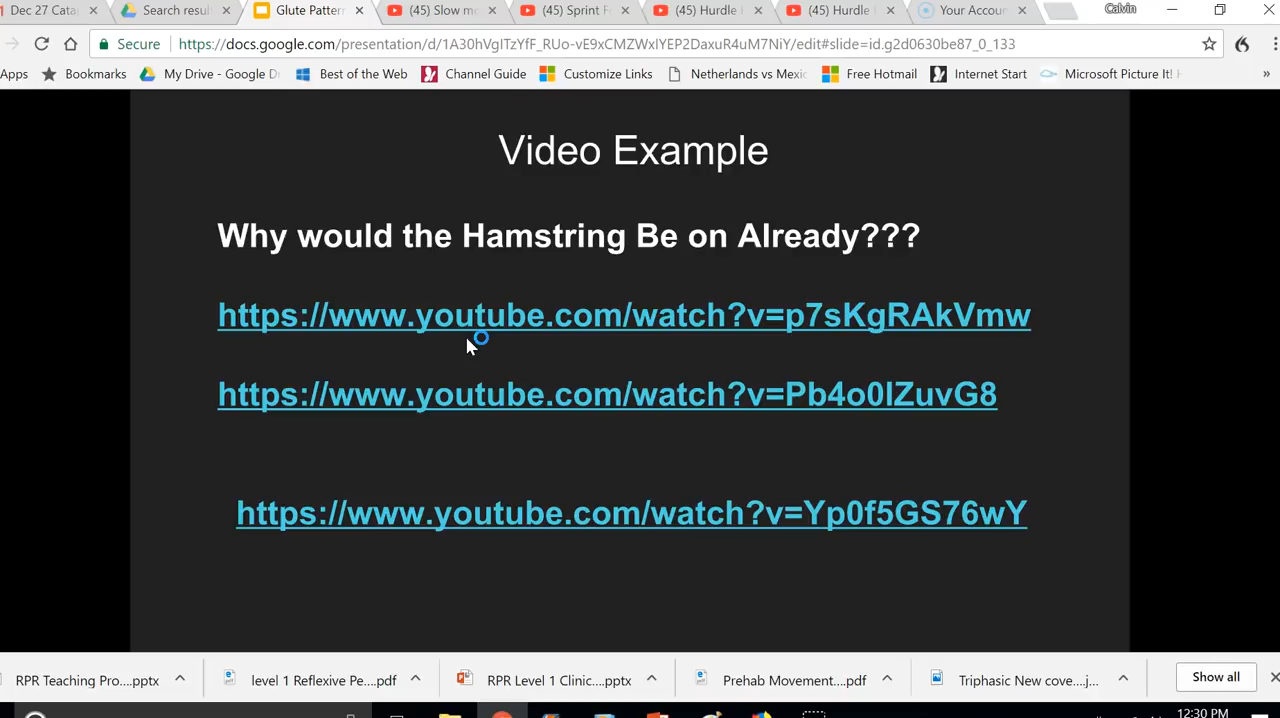 Dec 27 Cata
Search resul
Glute Pattern
(45) Slow m
(45) Sprint F
(45) Hurdle
(45) Hurdle
Your Accoun
Calvin
Secure
https://docs.google.com/presentation/d/1A30hVgITzYfF_RUo-vE9xCMZWxlYEP2DaxuR4uM7NiY/edit#slide=id.g2d0630be87_0_133
Apps
Bookmarks
My Drive - Google D
Best of the Web
Channel Guide
Customize Links
Netherlands vs Mexic
Free Hotmail
Internet Start
Microsoft Picture It!
»
Video Example
Why would the Hamstring Be on Already???
https://www.youtube.com/watch?v=p7sKgRAkVmw
https://www.youtube.com/watch?v=Pb4o0lZuvG8
https://www.youtube.com/watch?v=Yp0f5GS76wY
RPR Teaching Pro....pptx
level 1 Reflexive Pe....pdf
RPR Level 1 Clinic....pptx
Prehab Movement....pdf
Triphasic New cove....j...
Show all
12:30 PM